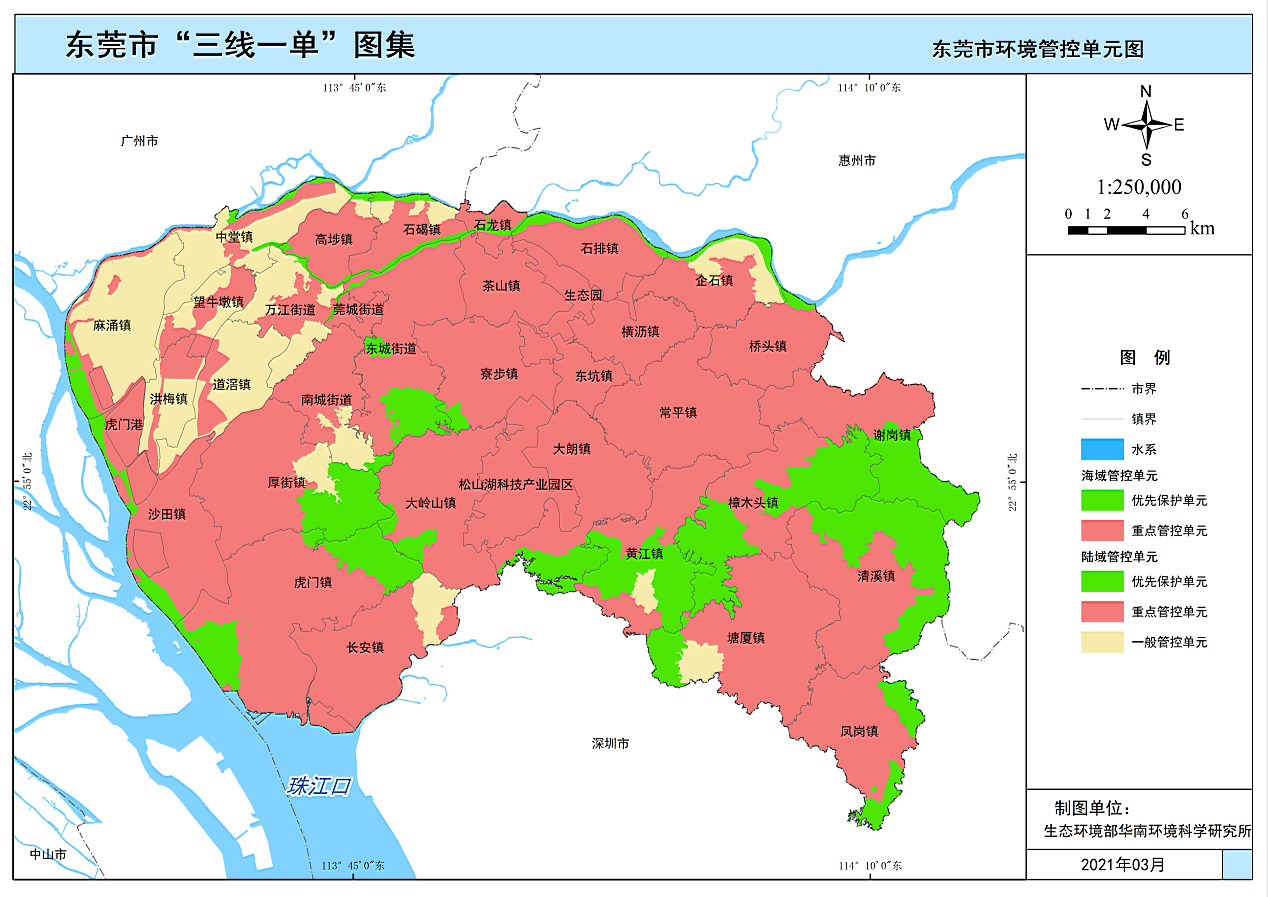 东莞市“三线一单”图集
东莞市环境管控单元图
113° 45′ 0″东
114° 10′ 0″东
广州市
惠州市
N
W
E
S
1:250,000
0 1 2 4 6 km
中堂镇
高埗镇
石碣镇
石龙镇
石排镇
企石镇
茶山镇
生态园
望牛墩镇
万江街道
莞城街道
麻涌镇
横沥镇
桥头镇
东城街道
寮步镇
东坑镇
道滘镇
洪梅镇
南城街道
常平镇
虎门港
谢岗镇
大朗镇
厚街镇
松山湖科技产业园区
大岭山镇
樟木头镇
沙田镇
黄江镇
清溪镇
虎门镇
塘厦镇
长安镇
凤岗镇
深圳市
珠江口
中山市
22° 55′ 0″北
22° 55′ 0″北
113° 45′ 0″东
114° 10′ 0″东
图 例
市界
镇界
水系
海域管控单元
优先保护单元
重点管控单元
陆域管控单元
优先保护单元
重点管控单元
一般管控单元
制图单位：
生态环境部华南环境科学研究所
2021年03月